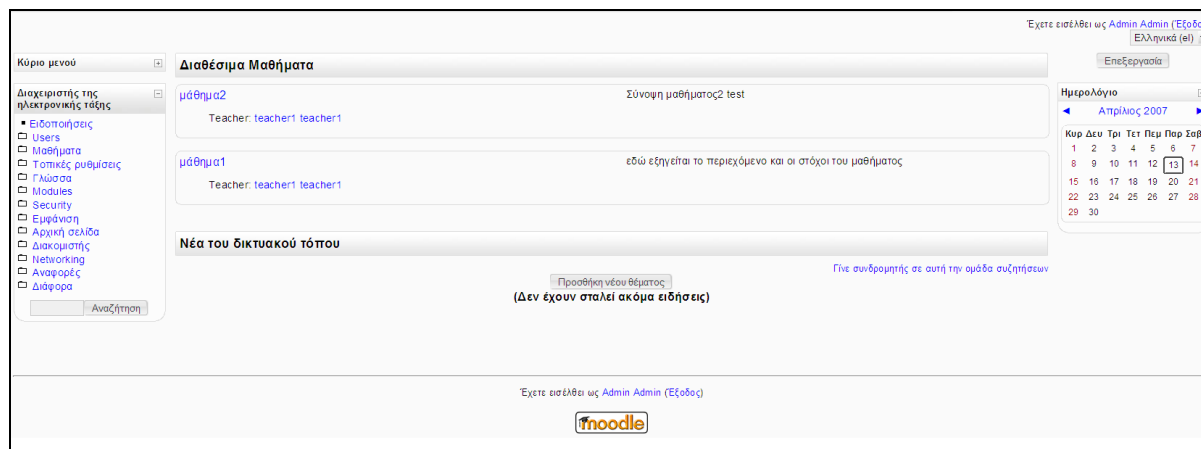 Έχετε εισέλθει ως Admin Admin (Έξοδο
Ελληνικά (el)
Κύριο μενού
Διαχειριστής της
ηλεκτρονικής τάξης
Ειδοποιήσεις
Users
Μαθήματα
Τοπικές ρυθμίσεις
Γλώσσα
Modules
Security
Εμφάνιση
Αρχική σελίδα
Διακομιστής
Networking
Αναφορές
Διάφορα
Αναζήτηση
Διαθέσιμα Μαθήματα
μάθημα2
Σύνοψη μαθήματος2 test
Teacher: teacher1 teacher1
μάθημα1
εδώ εξηγείται το περιεχόμενο και οι στόχοι του μαθήματος
Teacher: teacher1 teacher1
Νέα του δικτυακού τόπου
Γίνε συνδρομητής σε αυτή την ομάδα συζητήσεων
Προσθήκη νέου θέματος
(Δεν έχουν σταλεί ακόμα ειδήσεις)
Επεξεργασία
Ημερολόγιο
Απρίλιος 2007
Κυρ Δευ Τρι Τετ Πεμ Παρ Σαβ
1 2 3 4 5 6 7
8 9 10 11 12 13 14
15 16 17 18 19 20 21
22 23 24 25 26 27 28
29 30
Έχετε εισέλθει ως Admin Admin (Έξοδος)
moodle